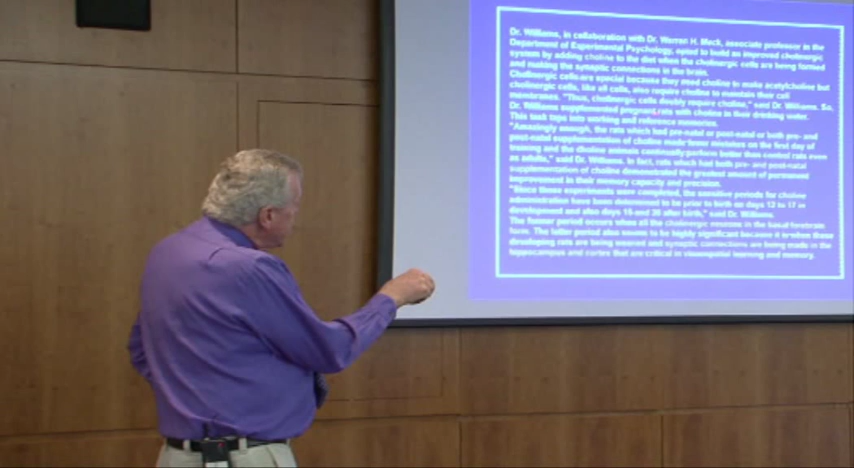 Dr. Williams, in collaboration with Dr. Warren H. Meck, associate professor in the
Department of Experimental Psychology, opted to build an improved cholinergic
system by adding choline to the diet when the cholinergic cells are being formed
and making the synaptic connections in the brain.
Cholinergic cells are special because they need choline to make acetylcholine but
cholinergic cells, like all cells, also require choline to maintain their cell
membranes. "Thus, cholinergic cells doubly require choline," said Dr. Williams. So,
Dr. Williams supplemented pregnant rats with choline in their drinking water.
This task taps into working and reference memories.
"Amazingly enough, the rats which had pre-natal or post-natal or both pre- and
post-natal supplementation of choline made fewer mistakes on the first day of
training and the choline animals continually perform better than control rats even
as adults," said Dr. Williams. In fact, rats which had both pre- and post-natal
supplementation of choline demonstrated the greatest amount of permanent
improvement in their memory capacity and precision.
"Since those experiments were completed, the sensitive periods for choline
administration have been determined to be prior to birth on days 12 to 17 in
development and also days 16 and 30 after birth," said Dr. Williams.
The former period occurs when all the cholinergic neurons in the basal forebrain
form. The latter period also seems to be highly significant because it is when these
developing rats are being weaned and synaptic connections are being made in the
hippocampus and cortex that are critical in visuospatial learning and memory.